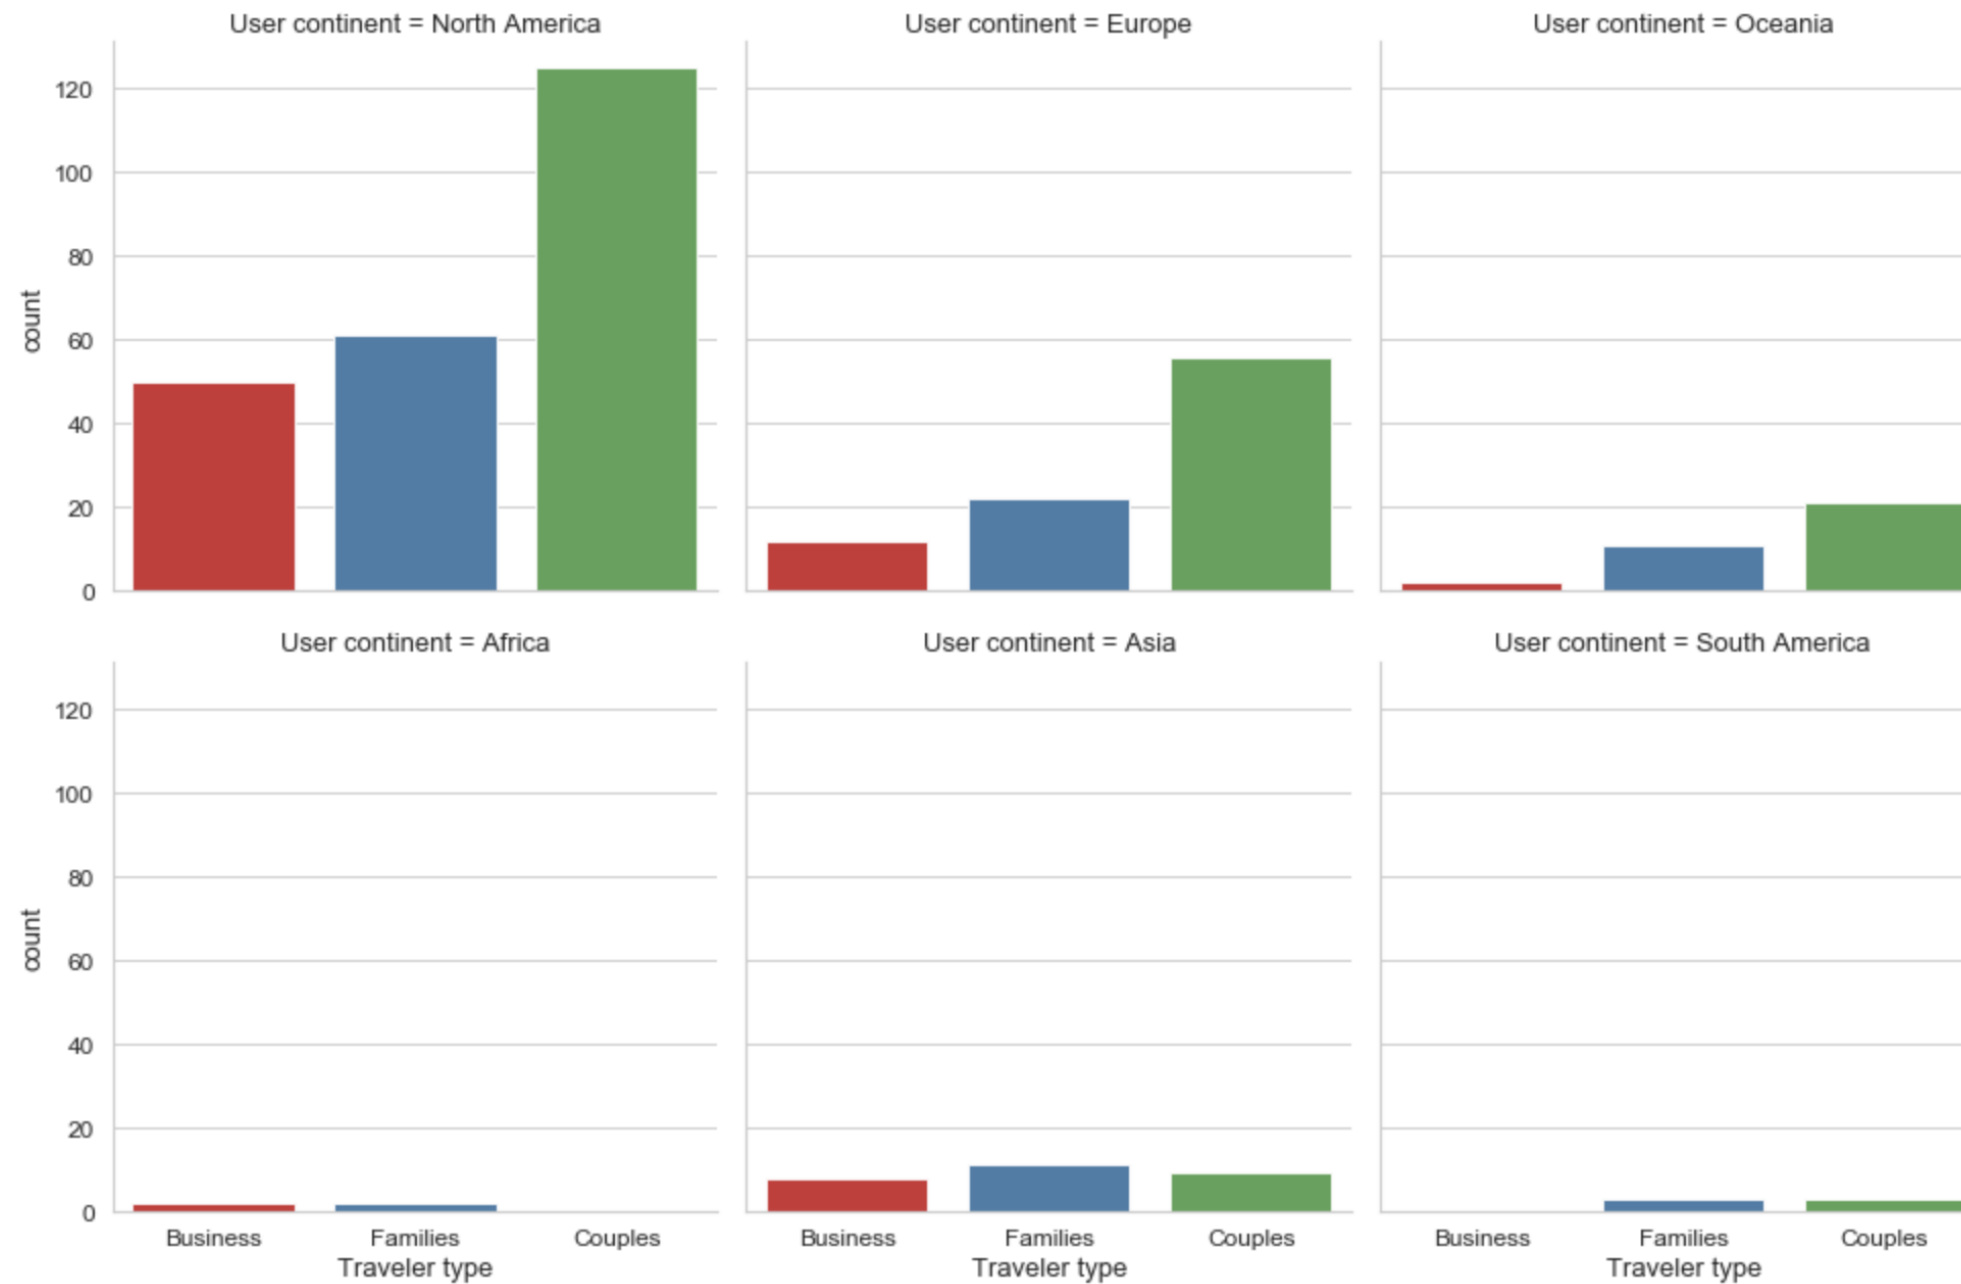 User continent = North America
User continent = Europe
User continent = Oceania
count
120
100
80
60
40
20
0
User continent = Africa
User continent = Asia
User continent = South America
count
120
100
80
60
40
20
0
Business Families Couples
Traveler type
Business Families Couples
Traveler type
Business Families Couples
Traveler type